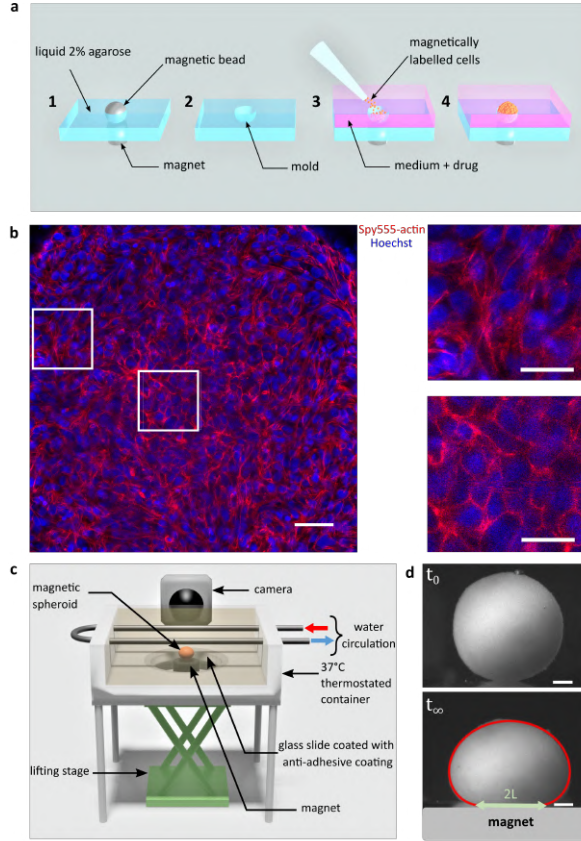 a
liquid 2% agarose
magnetic bead
magnetically
labelled cells
1
2
3
4
magnet
mold
medium + drug
b
Spy555-actin
Hoechst
c
magnetic
spheroid
camera
water
circulation
37°C
thermostated
container
glass slide coated with
anti-adhesive coating
lifting stage
magnet
d
t0
t∞
2L
magnet